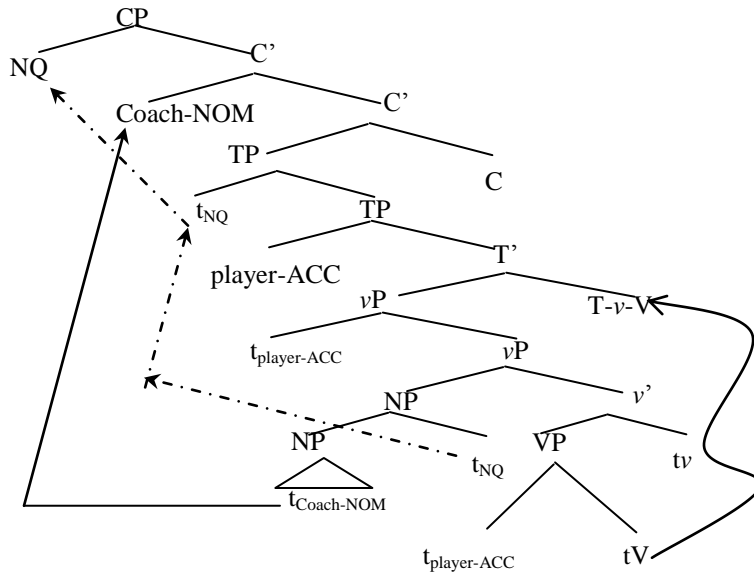 CP
NQ C’
Coach-NOM C’
TP C
t_NQ TP
player-ACC T’
vP T-v-V
t_player-ACC vP
NP v’
NP t_NQ VP tv
t_Coach-NOM
t_player-ACC tV